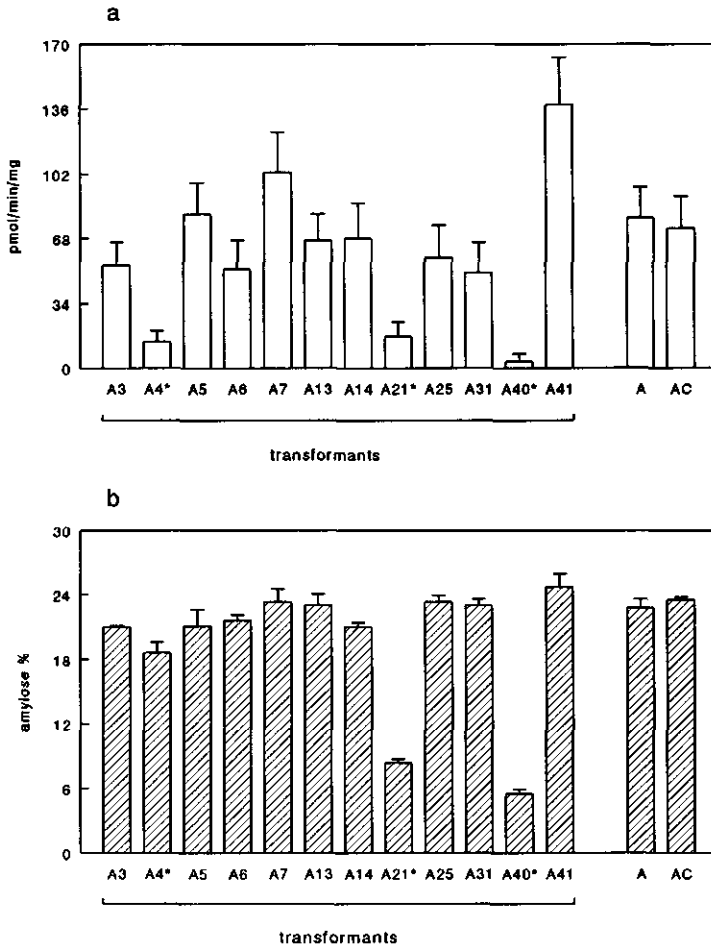 a
170
136
102
68
34
0
pmol/min/mg
A3 A4* A5 A6 A7 A13 A14 A21* A25 A31 A40* A41 A AC
transformants
b
30
24
18
12
6
0
amylose %
A3 A4* A5 A6 A7 A13 A14 A21* A25 A31 A40* A41 A AC
transformants